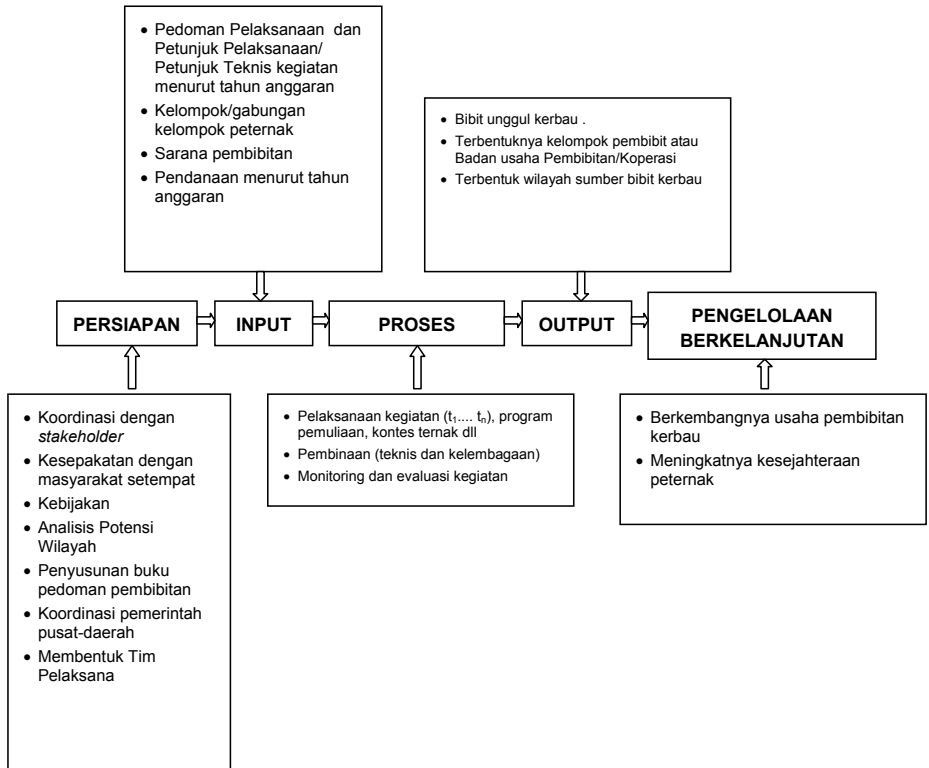 • Pedoman Pelaksanaan dan
Petunjuk Pelaksanaan/
Petunjuk Teknis kegiatan
menurut tahun anggaran
• Kelompok/gabungan
kelompok peternak
• Sarana pembibitan
• Pendanaan menurut tahun
anggaran
• Bibit unggul kerbau .
• Terbentuknya kelompok pembibit atau
Badan usaha Pembibitan/Koperasi
• Terbentuk wilayah sumber bibit kerbau
PERSIAPAN
INPUT
PROSES
OUTPUT
PENGELOLAAN
BERKELANJUTAN
• Koordinasi dengan
stakeholder
• Kesepakatan dengan
masyarakat setempat
• Kebijakan
• Analisis Potensi
Wilayah
• Penyusunan buku
pedoman pembibitan
• Koordinasi pemerintah
pusat-daerah
• Membentuk Tim
Pelaksana
• Pelaksanaan kegiatan (t₁.... tₙ), program
pemuliaan, kontes ternak dll
• Pembinaan (teknis dan kelembagaan)
• Monitoring dan evaluasi kegiatan
• Berkembangnya usaha pembibitan
kerbau
• Meningkatnya kesejahteraan
peternak